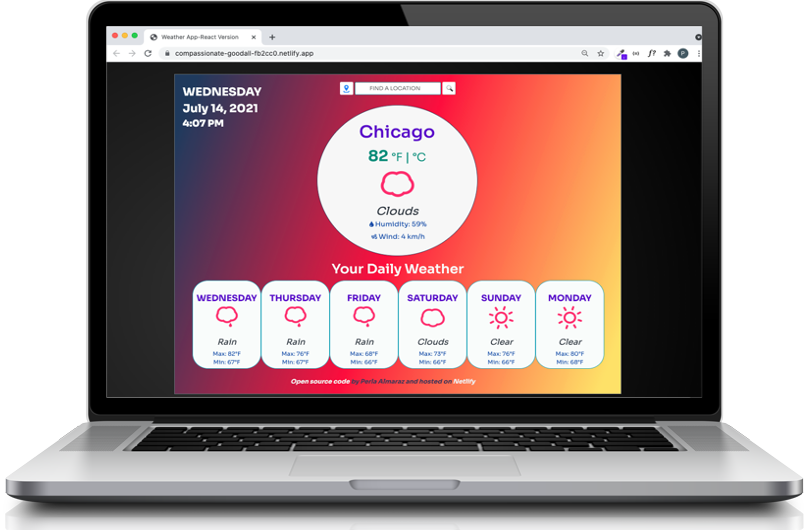 Weather App-React Version
compassionate-goodall-fb2cc0.netlify.app
P
WEDNESDAY
July 14, 2021
4:07 PM
FIND A LOCATION
Chicago
82 °F | °C
Clouds
Humidity: 59%
Wind: 4 km/h
Your Daily Weather
WEDNESDAY THURSDAY FRIDAY SATURDAY SUNDAY MONDAY
Rain Rain Rain Clouds Clear Clear
Max: 82°F Max: 76°F Max: 68°F Max: 73°F Max: 76°F Max: 80°F
Min: 67°F Min: 67°F Min: 66°F Min: 66°F Min: 66°F Min: 68°F
Open source code by Perla Almaraz and hosted on Netlify